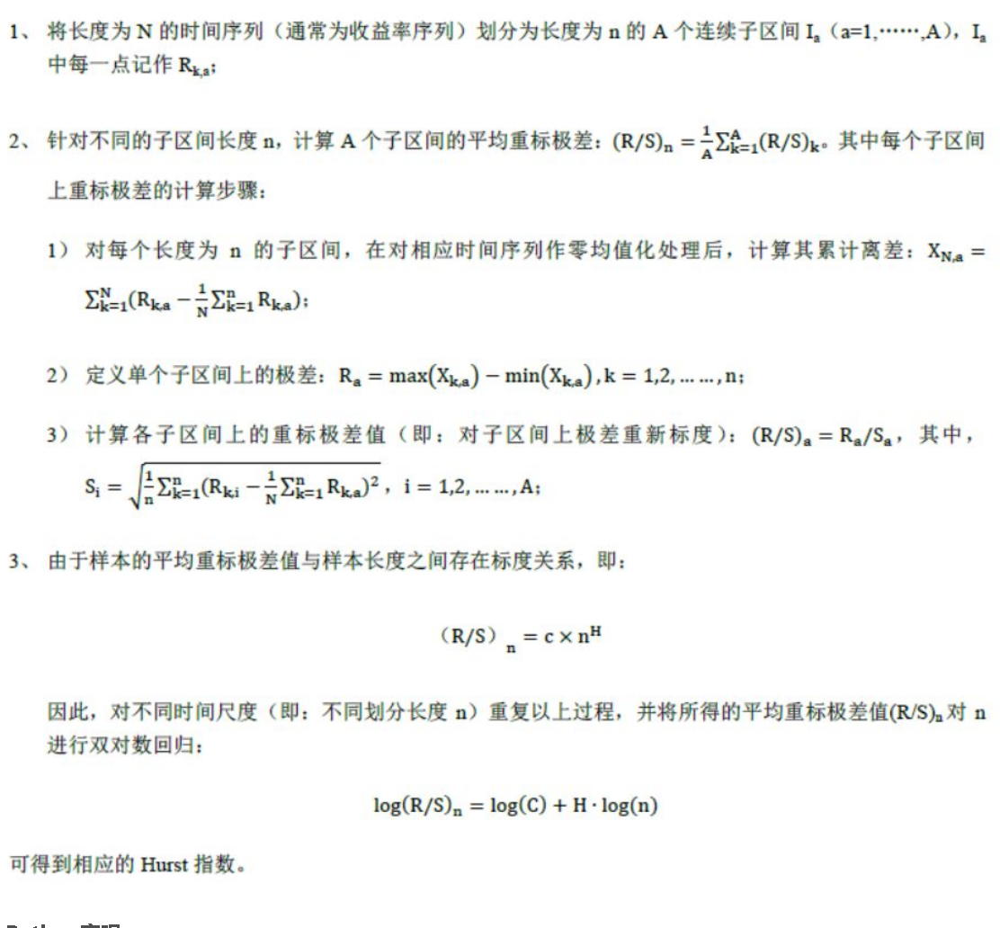 1、 将长度为 N 的时间序列（通常为收益率序列）划分为长度为 n 的 A 个连续子区间 Iₐ（a=1,……,A），Iₐ
中每一点记作 R_{k,a}；
2、 针对不同的子区间长度 n，计算 A 个子区间的平均重标极差：(R/S)_n = \frac{1}{A}∑_{k=1}^{A}(R/S)_k。其中每个子区间
上重标极差的计算步骤：
1） 对每个长度为 n 的子区间，在对相应时间序列作零均值化处理后，计算其累计离差：X_{N,a} =
∑_{k=1}^{N}(R_{k,a} − \frac{1}{N}∑_{k=1}^{n} R_{k,a})；
2） 定义单个子区间上的极差：R_a = max(X_{k,a}) − min(X_{k,a}), k = 1,2, … …, n；
3） 计算各子区间上的重标极差值（即：对子区间上极差重新标度）：(R/S)_a = R_a/S_a，其中，
S_i = \sqrt{\frac{1}{n}∑_{k=1}^{n}(R_{k,i} − \frac{1}{N}∑_{k=1}^{n} R_{k,a})^2}，i = 1,2, … …, A；
3、 由于样本的平均重标极差值与样本长度之间存在标度关系，即：
（R/S）_n = c × n^H
因此，对不同时间尺度（即：不同划分长度 n）重复以上过程，并将所得的平均重标极差值(R/S)_n 对 n
进行双对数回归：
log(R/S)_n = log(C) + H · log(n)
可得到相应的 Hurst 指数。